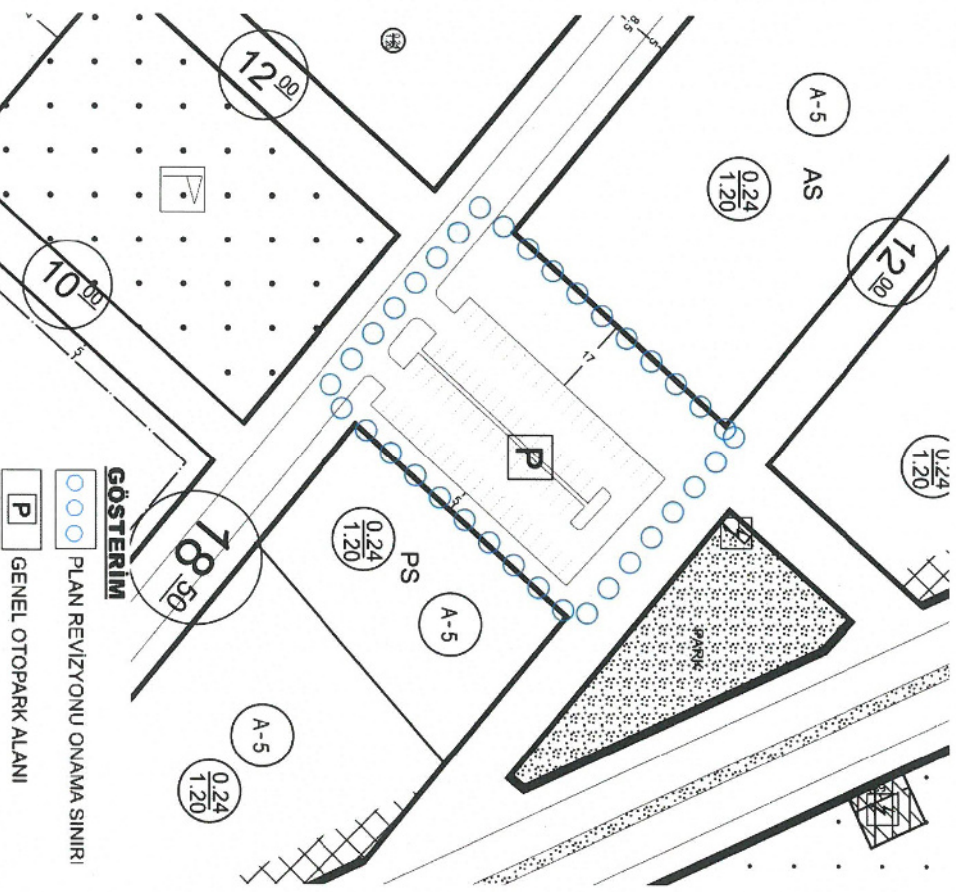 12.00
A-5
AS
0.24
1.20
12.00
0.24
1.20
10.00
5
17
P
5
18.50
PS
0.24
1.20
A-5
PARK
A-5
0.24
1.20
GÖSTERİM
PLAN REVİZYONU ONAMA SINIRI
P GENEL OTOPARK ALANI